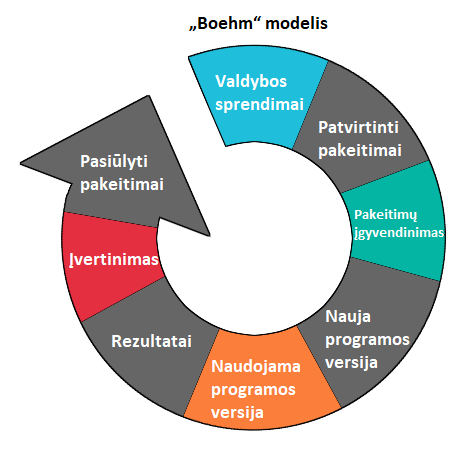 „Boehm“ modelis
Valdybos
sprendimai
Patvirtinti
pakeitimai
Pakeitimų
įgyvendinimas
Nauja
programos
versija
Naudojama
programos
versija
Rezultatai
Įvertinimas
Pasiūlyti
pakeitimai